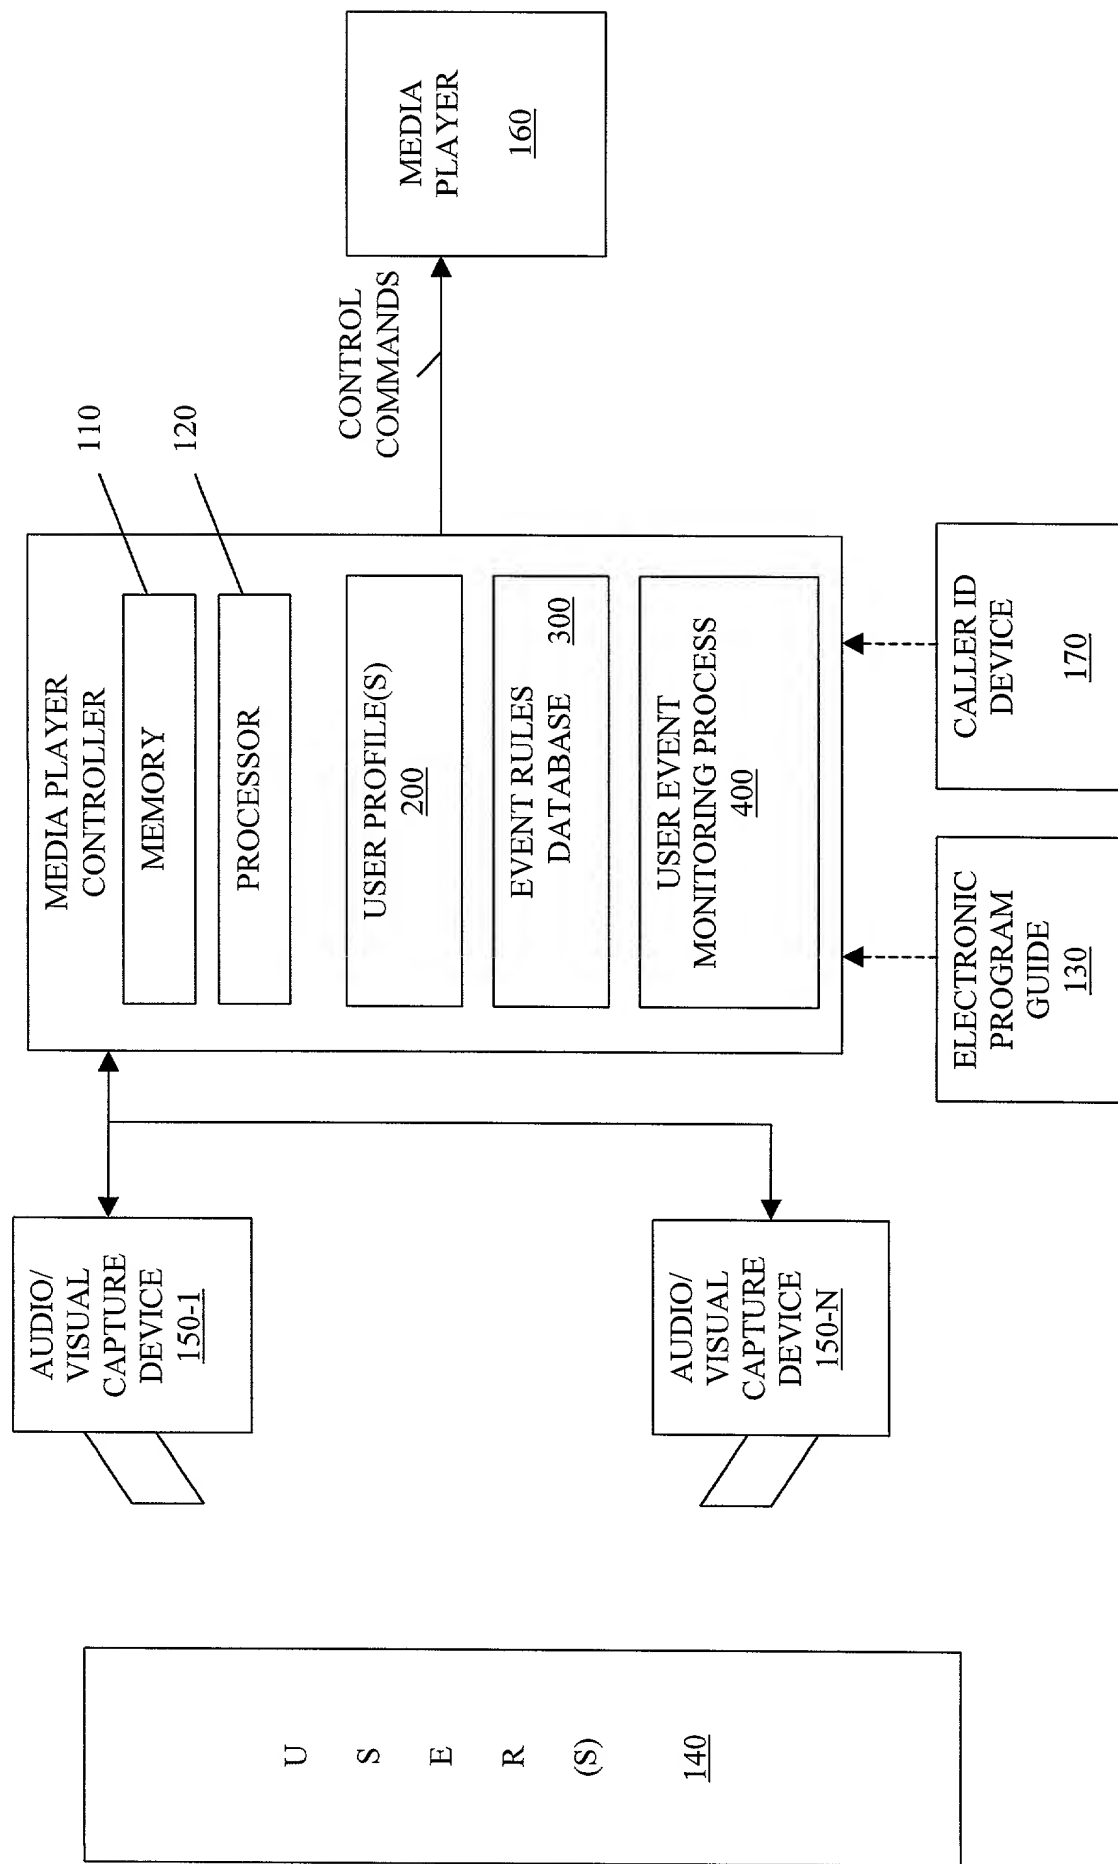 U
S
E
R
(S)
140
AUDIO/
VISUAL
CAPTURE
DEVICE
150-1
AUDIO/
VISUAL
CAPTURE
DEVICE
150-N
MEDIA PLAYER
CONTROLLER
MEMORY
PROCESSOR
110
120
USER PROFILE(S)
200
EVENT RULES
DATABASE
300
USER EVENT
MONITORING PROCESS
400
ELECTRONIC
PROGRAM
GUIDE
130
CALLER ID
DEVICE
170
CONTROL
COMMANDS
MEDIA
PLAYER
160